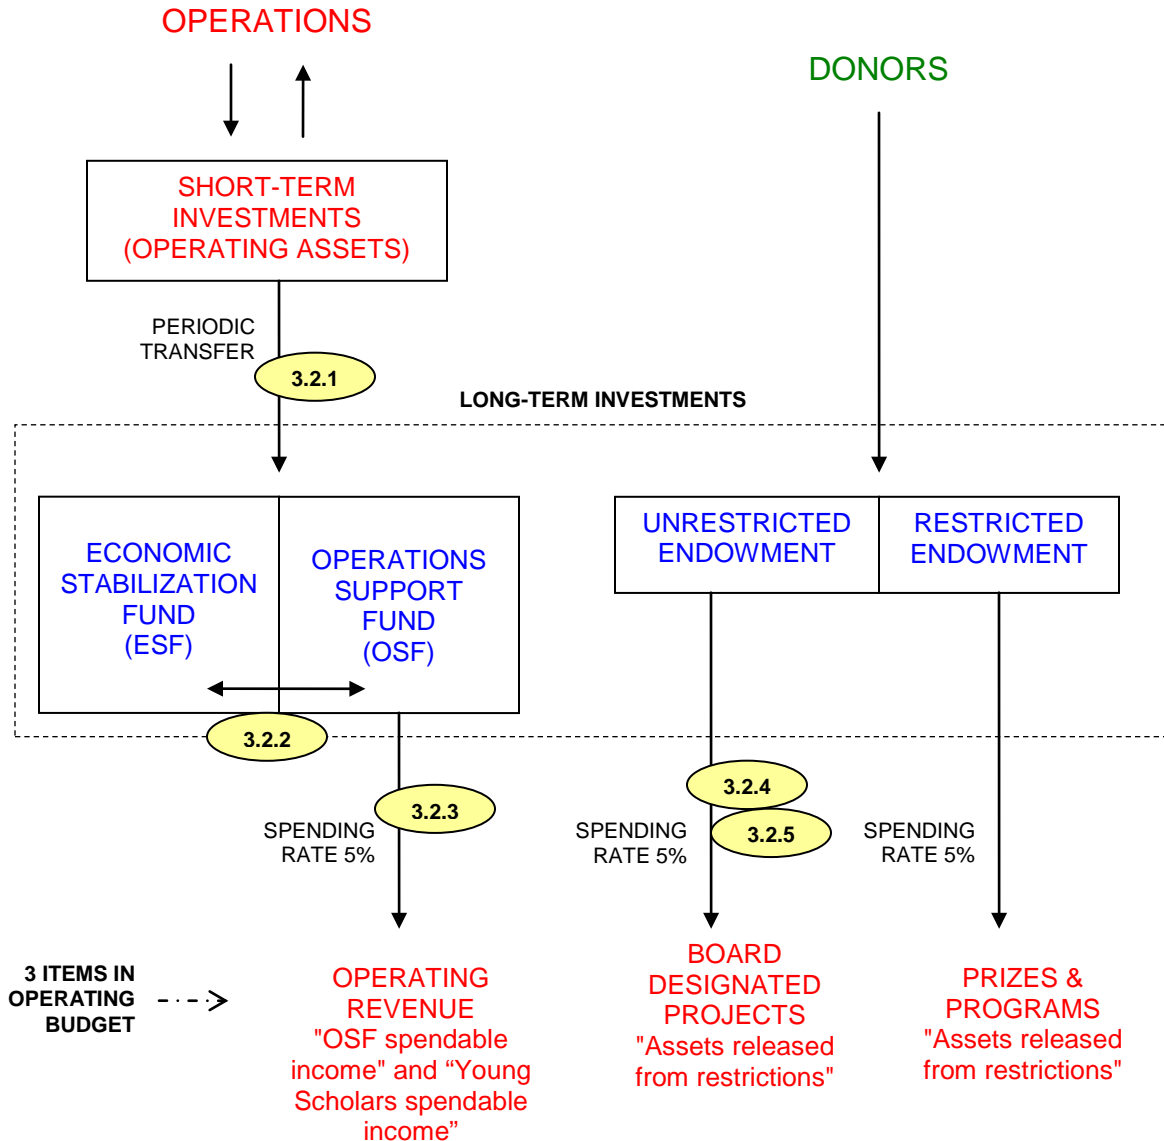 OPERATIONS
DONORS
SHORT-TERM
INVESTMENTS
(OPERATING ASSETS)
PERIODIC
TRANSFER
3.2.1
LONG-TERM INVESTMENTS
ECONOMIC
STABILIZATION
FUND
(ESF)
OPERATIONS
SUPPORT
FUND
(OSF)
UNRESTRICTED
ENDOWMENT
RESTRICTED
ENDOWMENT
3.2.2
3.2.3
SPENDING
RATE 5%
3.2.4
3.2.5
SPENDING
RATE 5%
SPENDING
RATE 5%
3 ITEMS IN
OPERATING
BUDGET
OPERATING
REVENUE
"OSF spendable
income" and “Young
Scholars spendable
income”
BOARD
DESIGNATED
PROJECTS
"Assets released
from restrictions"
PRIZES &
PROGRAMS
"Assets released
from restrictions"